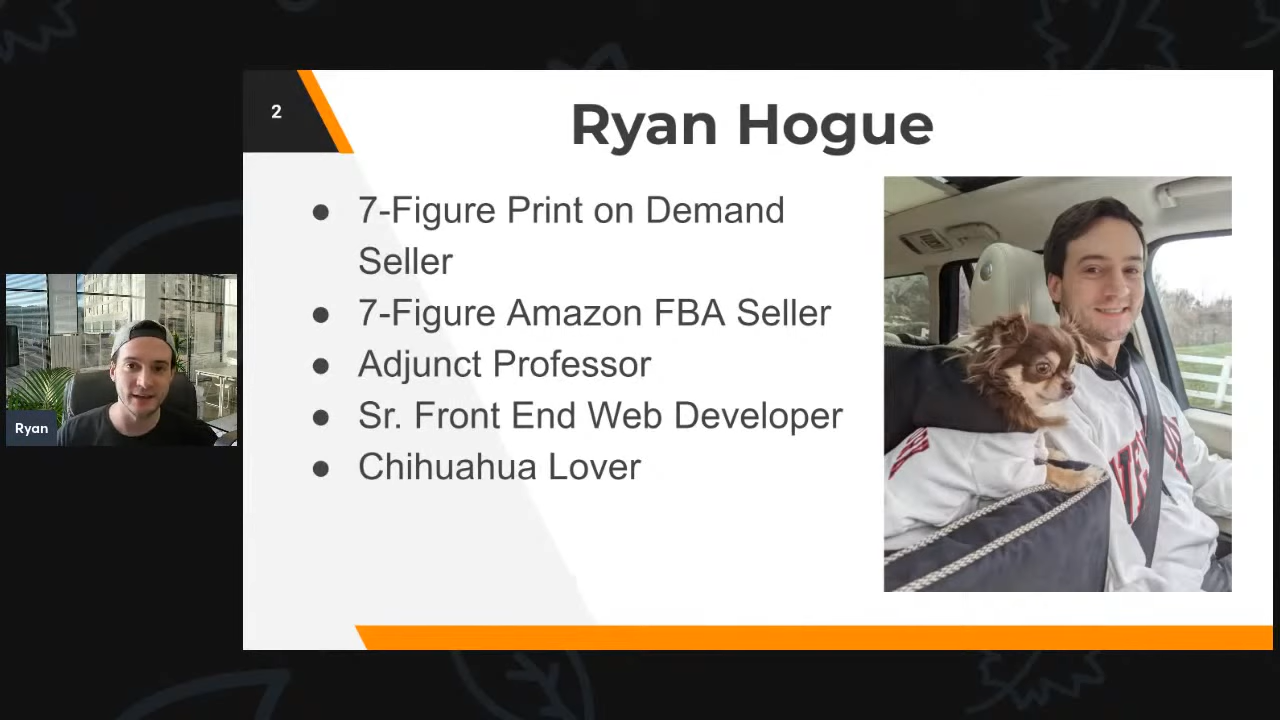 2
Ryan Hogue
● 7-Figure Print on Demand
Seller
● 7-Figure Amazon FBA Seller
● Adjunct Professor
● Sr. Front End Web Developer
● Chihuahua Lover
Ryan